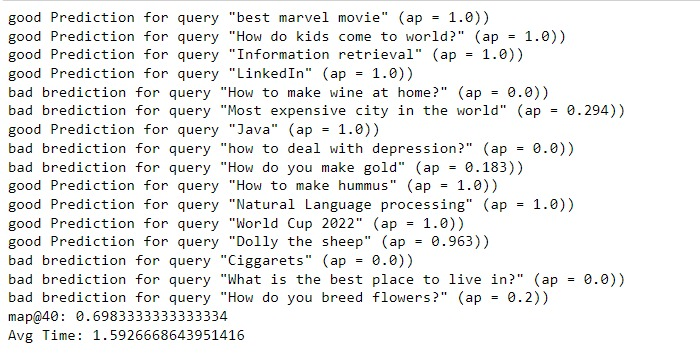 good Prediction for query "best marvel movie" (ap = 1.0))
good Prediction for query "How do kids come to world?" (ap = 1.0))
good Prediction for query "Information retrieval" (ap = 1.0))
good Prediction for query "LinkedIn" (ap = 1.0))
bad brediction for query "How to make wine at home?" (ap = 0.0))
bad brediction for query "Most expensive city in the world" (ap = 0.294))
good Prediction for query "Java" (ap = 1.0))
bad brediction for query "how to deal with depression?" (ap = 0.0))
bad brediction for query "How do you make gold" (ap = 0.183))
good Prediction for query "How to make hummus" (ap = 1.0))
good Prediction for query "Natural Language processing" (ap = 1.0))
good Prediction for query "World Cup 2022" (ap = 1.0))
good Prediction for query "Dolly the sheep" (ap = 0.963))
bad brediction for query "Ciggarets" (ap = 0.0))
bad brediction for query "What is the best place to live in?" (ap = 0.0))
bad brediction for query "How do you breed flowers?" (ap = 0.2))
map@40: 0.6983333333333334
Avg Time: 1.5926668643951416